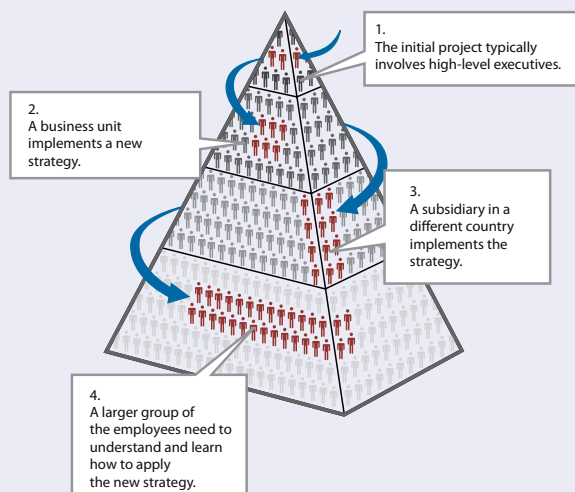 1.
The initial project typically
involves high-level executives.
2.
A business unit
implements a new
strategy.
3.
A subsidiary in a
different country
implements the
strategy.
4.
A larger group of
the employees need to
understand and learn
how to apply
the new strategy.